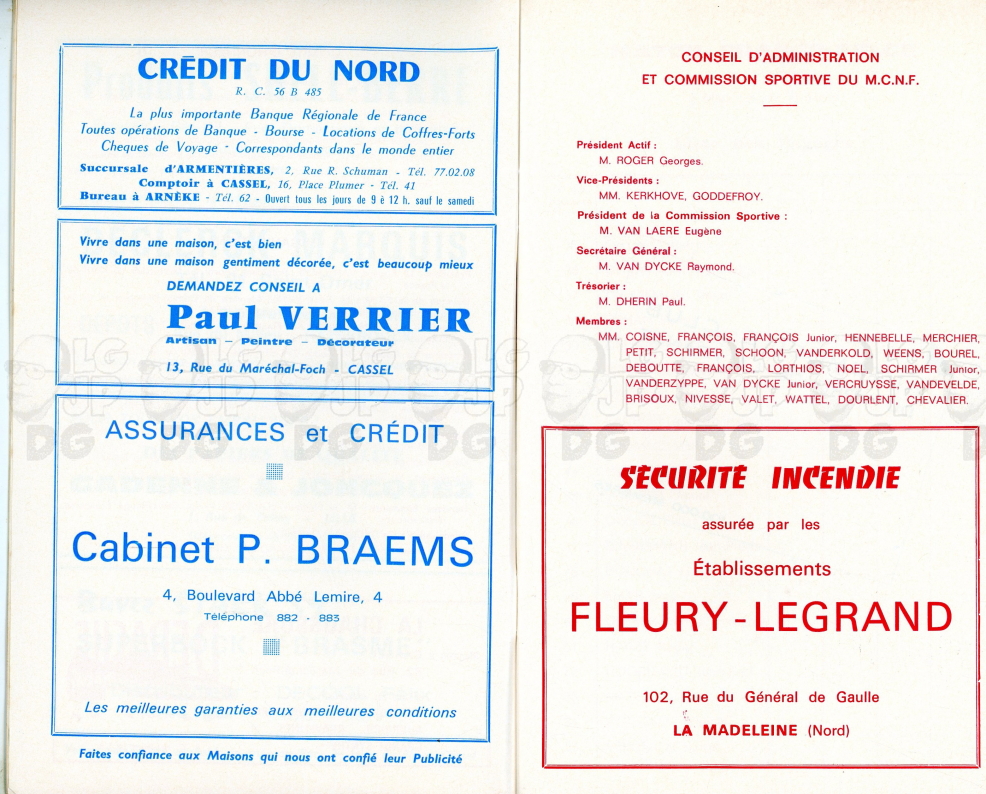 CRÉDIT DU NORD
R. C. 56 B 485
La plus importante Banque Régionale de France
Toutes opérations de Banque - Bourse - Locations de Coffres-Forts
Cheques de Voyage - Correspondants dans le monde entier
Succursale d'ARMENTIÈRES, 2, Rue R. Schuman - Tél. 77.02.08
Comptoir à CASSEL, 16, Place Plumer - Tél. 41
Bureau à ARNÈKE - Tél. 62 - Ouvert tous les jours de 9 è 12 h. sauf le samedi
Vivre dans une maison, c'est bien
Vivre dans une maison gentiment décorée, c'est beaucoup mieux
DEMANDEZ CONSEIL A
Paul VERRIER
Artisan - Peintre - Décorateur
13, Rue du Maréchal-Foch - CASSEL
ASSURANCES et CRÉDIT
Cabinet P. BRAEMS
4, Boulevard Abbé Lemire, 4
Téléphone 882 - 883
Les meilleures garanties aux meilleures conditions
Faites confiance aux Maisons qui nous ont confié leur Publicité
CONSEIL D'ADMINISTRATION
ET COMMISSION SPORTIVE DU M.C.N.F.
Président Actif :
M. ROGER Georges.
Vice-Présidents :
MM. KERKHOVE, GODDEFROY.
Président de la Commission Sportive :
M. VAN LAERE Eugène
Secrétaire Général :
M. VAN DYCKE Raymond.
Trésorier :
M. DHERIN Paul.
Membres :
MM. COISNE, FRANÇOIS, FRANÇOIS Junior, HENNEBELLE, MERCHIER,
PETIT, SCHIRMER, SCHOON, VANDERKOLD, WEENS, BOUREL,
DEBOUTTE, FRANÇOIS, LORTHIOS, NOEL, SCHIRMER Junior,
VANDERZYPPE, VAN DYCKE Junior, VERCRUYSSE, VANDEVELDE,
BRISOUX, NIVESSE, VALET, WATTEL, DOURLENT, CHEVALIER.
SÉCURITÉ INCENDIE
assurée par les
Établissements
FLEURY-LEGRAND
102, Rue du Général de Gaulle
LA MADELEINE (Nord)
LG
JP
DG